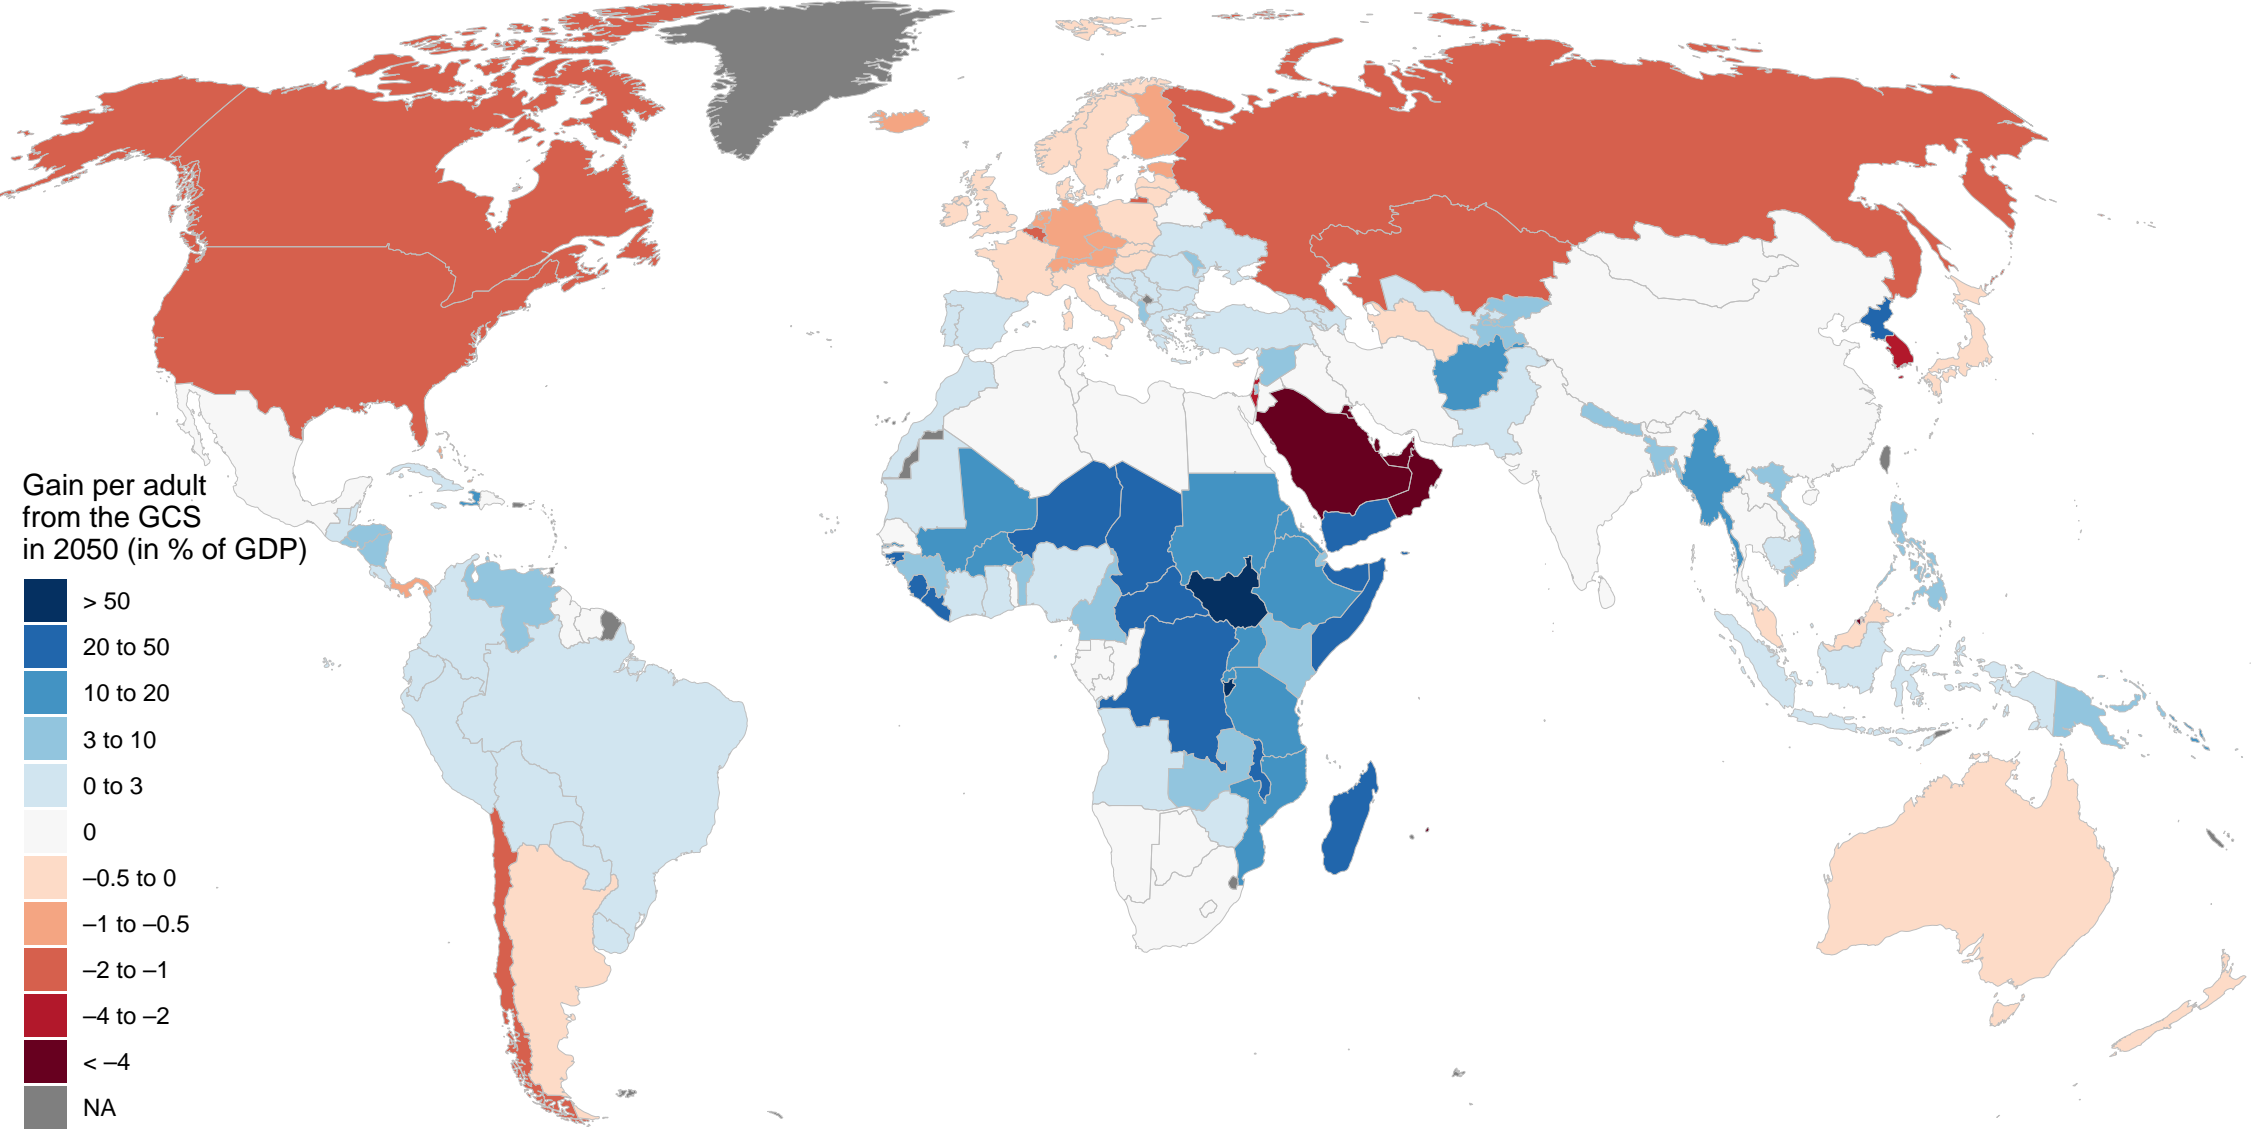 Gain per adult
from the GCS
in 2050 (in % of GDP)
> 50
20 to 50
10 to 20
3 to 10
0 to 3
0
–0.5 to 0
–1 to –0.5
–2 to –1
–4 to –2
< –4
NA